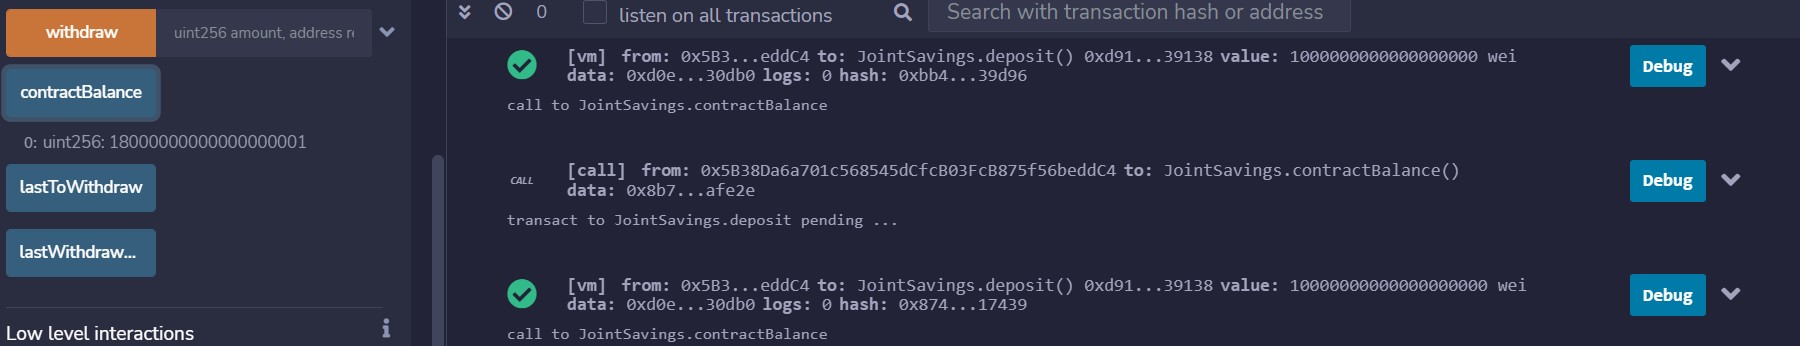 withdraw
uint256 amount, address re
contractBalance
0: uint256: 18000000000000000001
lastToWithdraw
lastWithdraw...
Low level interactions
0
listen on all transactions
Search with transaction hash or address
[vm] from: 0x5B3...eddC4 to: JointSavings.deposit() 0xd91...39138 value: 1000000000000000000 wei
data: 0xd0e...30db0 logs: 0 hash: 0xbb4...39d96
Debug
call to JointSavings.contractBalance
CALL
[call] from: 0x5B38Da6a701c568545dCfcB03FcB875f56beddC4 to: JointSavings.contractBalance()
data: 0x8b7...afe2e
Debug
transact to JointSavings.deposit pending ...
[vm] from: 0x5B3...eddC4 to: JointSavings.deposit() 0xd91...39138 value: 10000000000000000000 wei
data: 0xd0e...30db0 logs: 0 hash: 0x874...17439
Debug
call to JointSavings.contractBalance